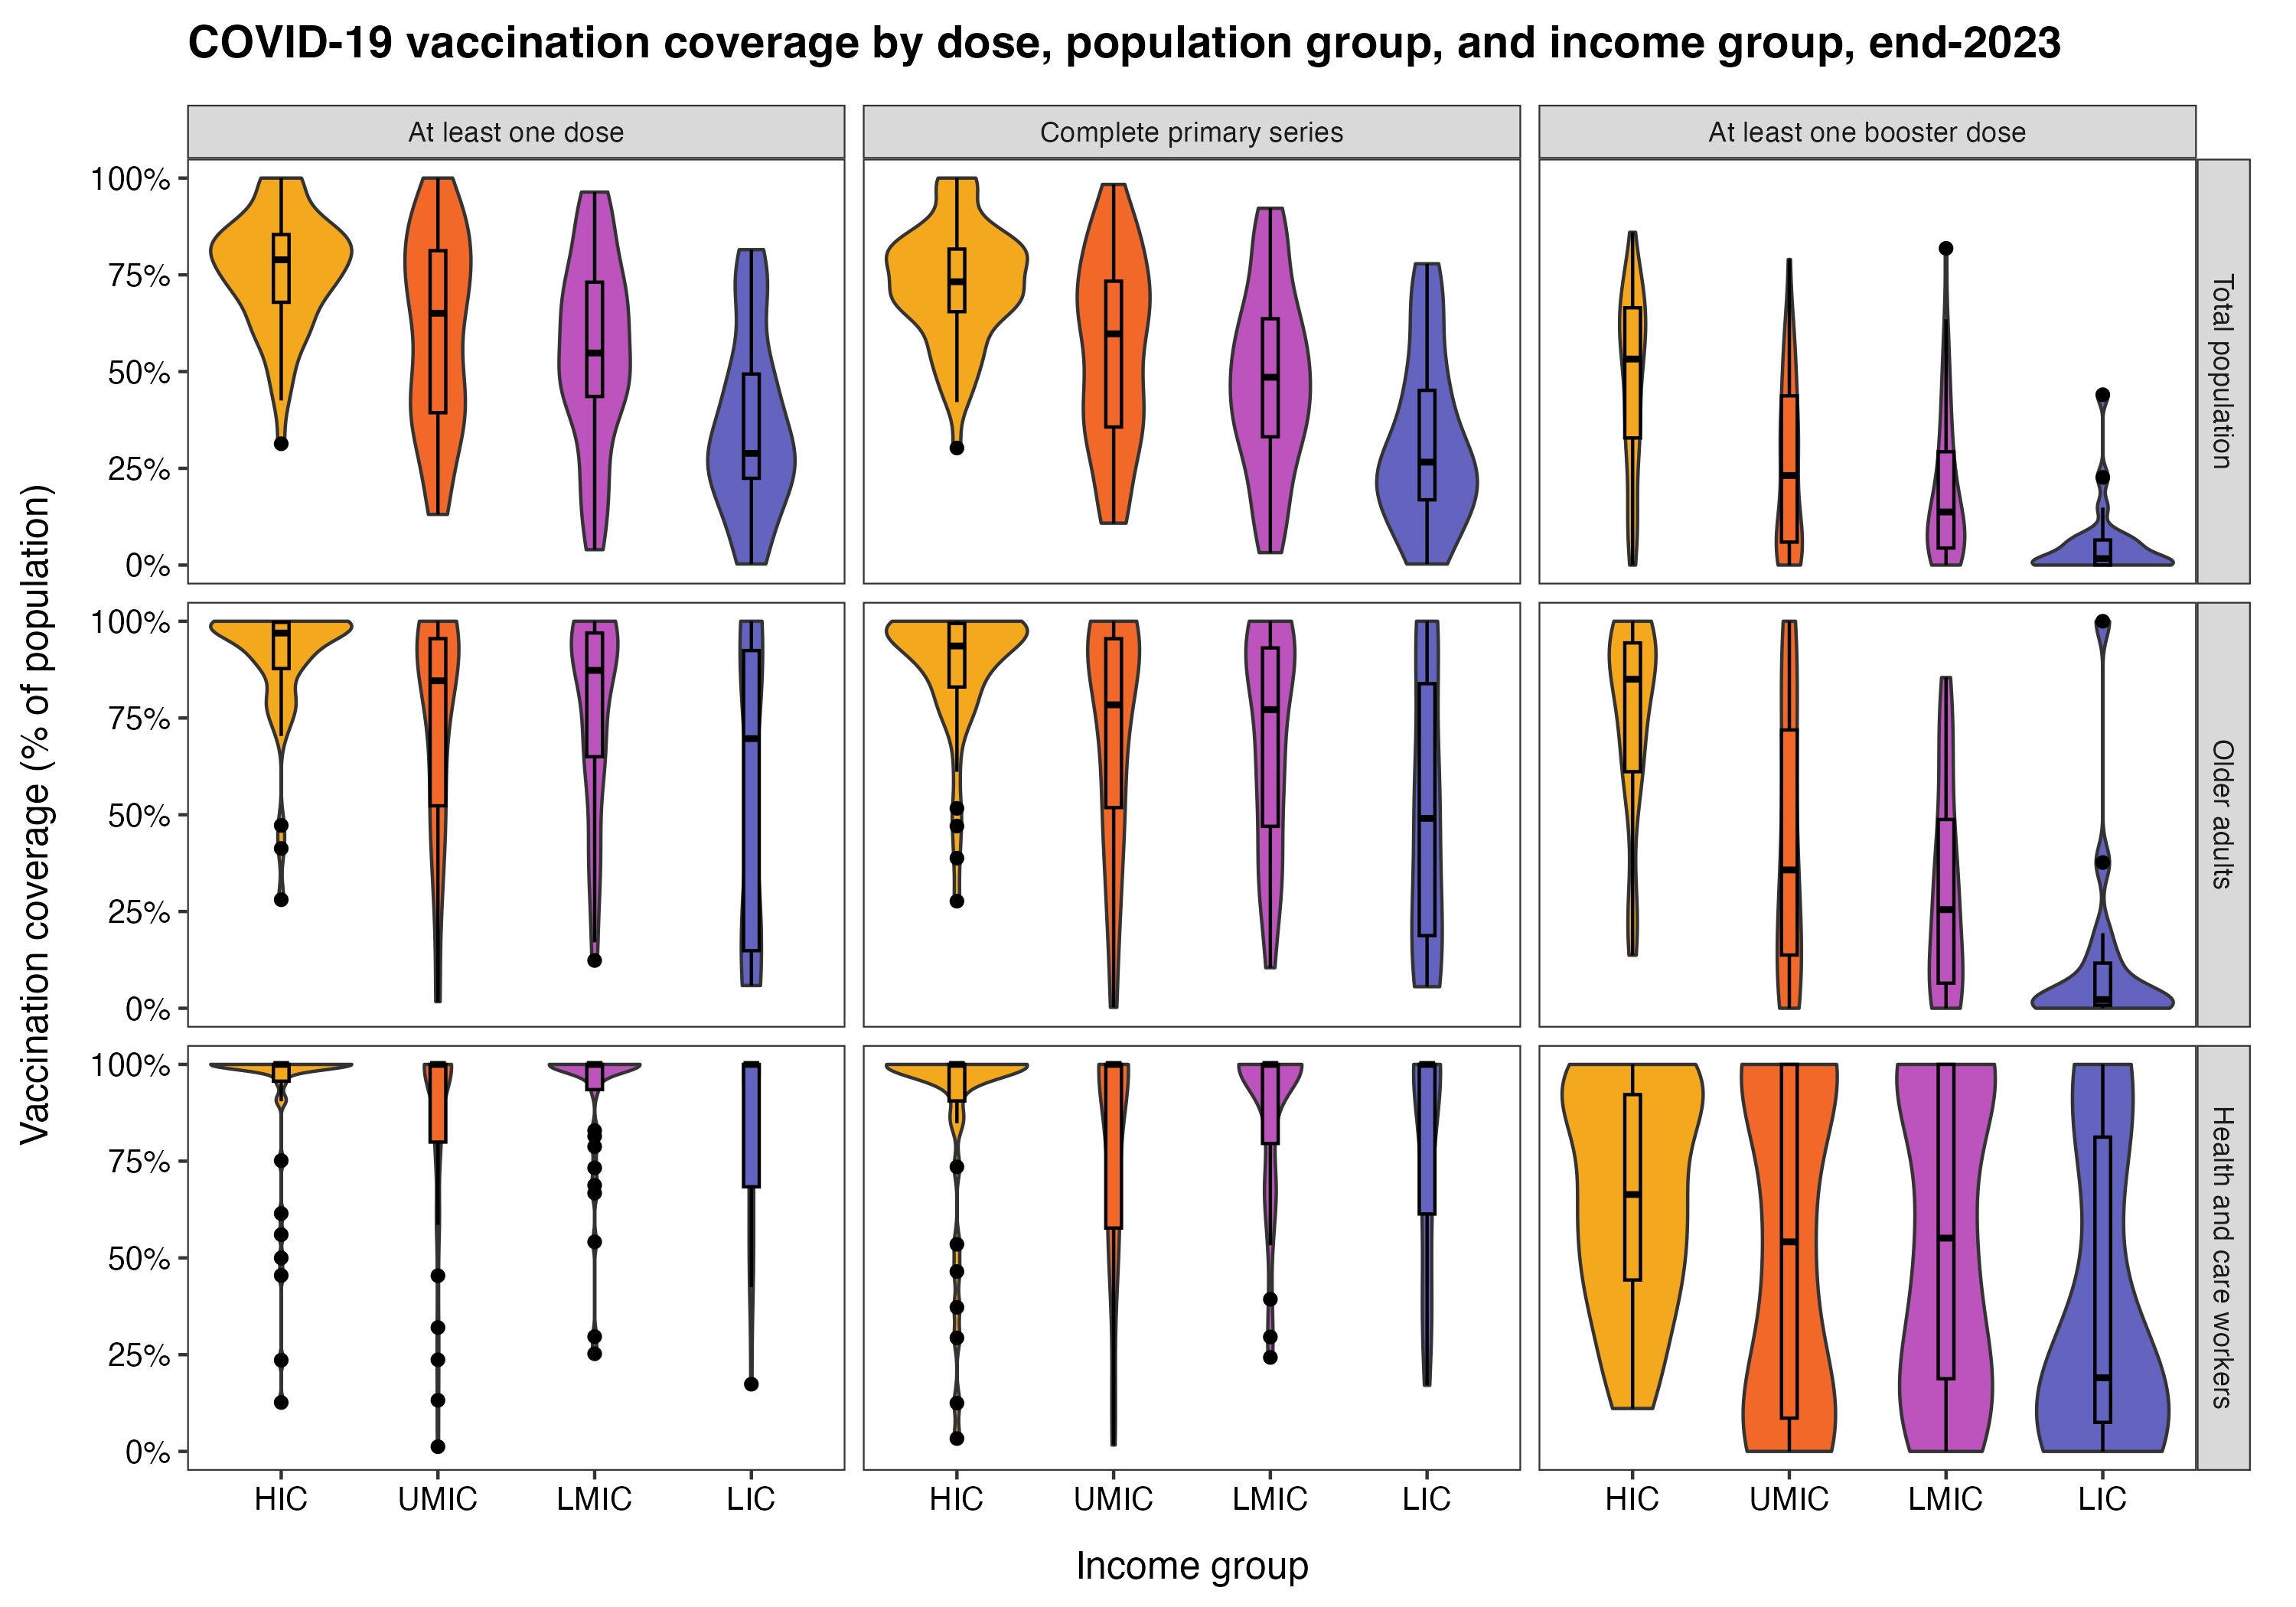 COVID-19 vaccination coverage by dose, population group, and income group, end-2023
At least one dose
Complete primary series
At least one booster dose
Vaccination coverage (% of population)
100%
75%
50%
25%
0%
Total population
100%
75%
50%
25%
0%
Older adults
100%
75%
50%
25%
0%
Health and care workers
HIC UMIC LMIC LIC
HIC UMIC LMIC LIC
HIC UMIC LMIC LIC
Income group